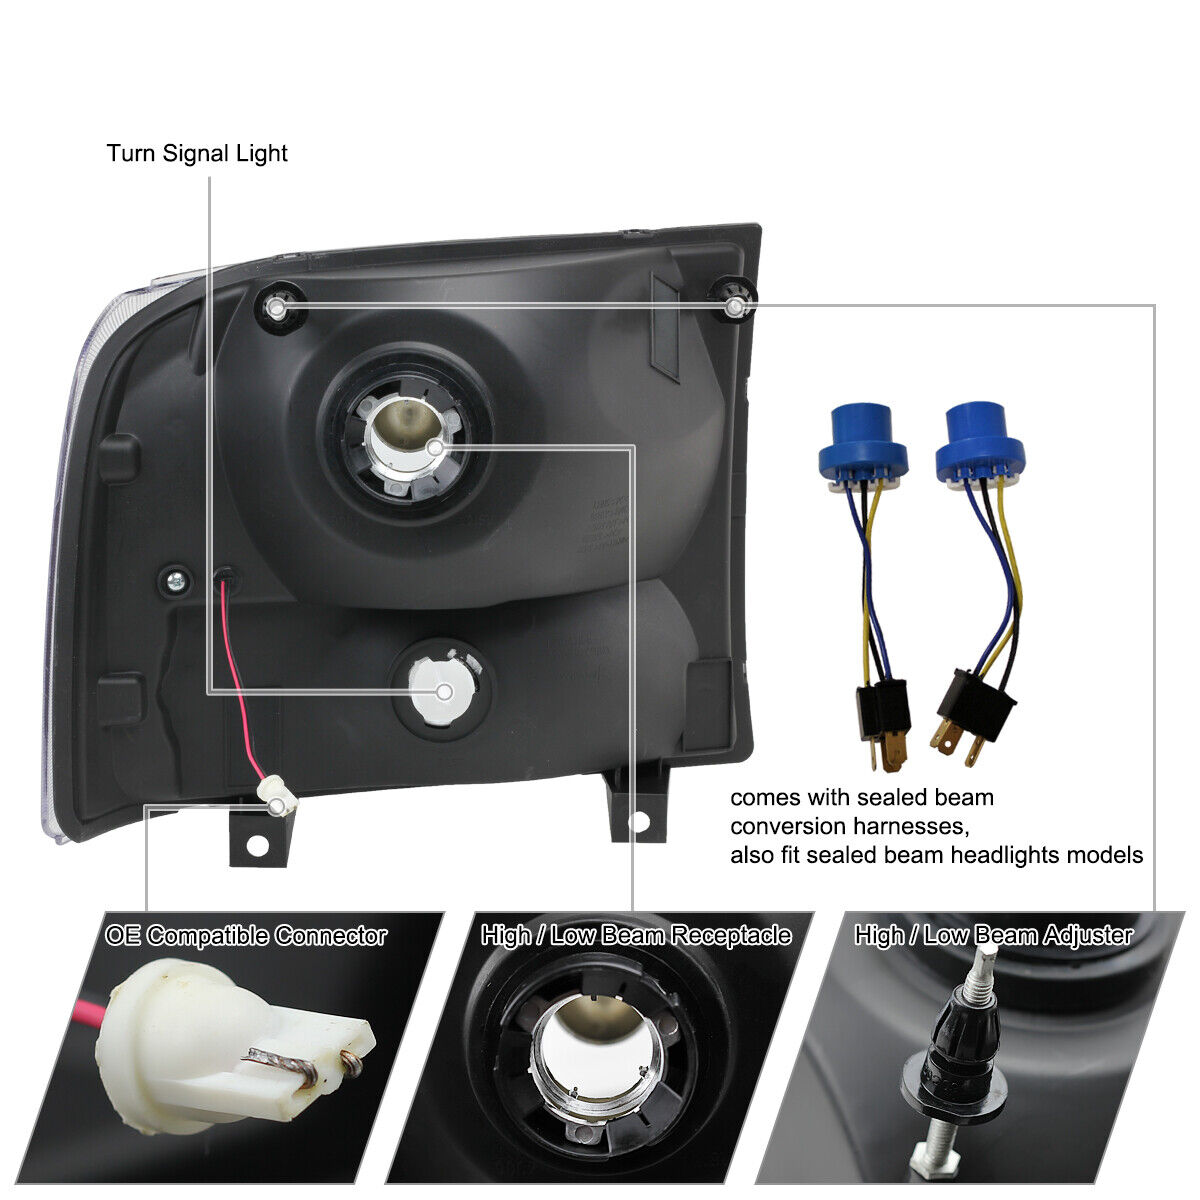 Turn Signal Light
comes with sealed beam
conversion harnesses,
also fit sealed beam headlights models
OE Compatible Connector
High / Low Beam Receptacle
High / Low Beam Adjuster